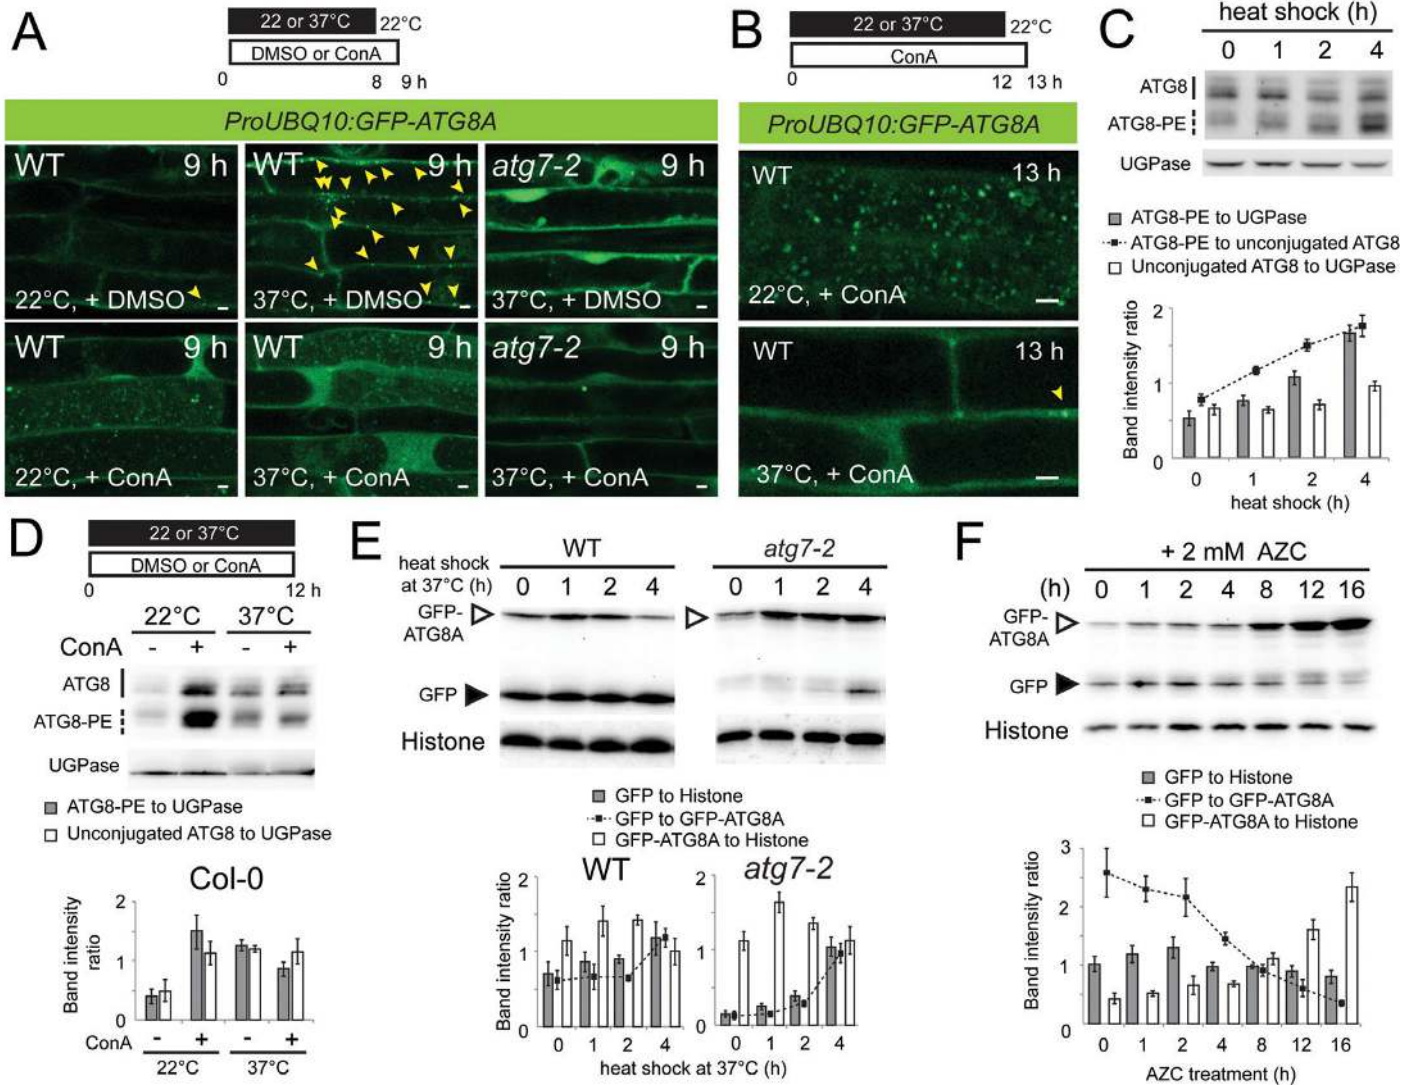 A
22 or 37°C
22°C
DMSO or ConA
0
8
9 h
ProUBQ10:GFP-ATG8A
WT
9 h
22°C, + DMSO
WT
9 h
37°C, + DMSO
atg7-2
9 h
37°C, + DMSO
WT
9 h
22°C, + ConA
WT
9 h
37°C, + ConA
atg7-2
9 h
37°C, + ConA
B
22 or 37°C
22°C
ConA
0
12
13 h
ProUBQ10:GFP-ATG8A
WT
13 h
22°C, + ConA
WT
13 h
37°C, + ConA
C
heat shock (h)
0 1 2 4
ATG8
ATG8-PE
UGPase
ATG8-PE to UGPase
ATG8-PE to unconjugated ATG8
Unconjugated ATG8 to UGPase
Band intensity ratio
2
1
0
0 1 2 4
heat shock (h)
D
22 or 37°C
DMSO or ConA
0
12 h
22°C 37°C
ConA - + - +
ATG8
ATG8-PE
UGPase
ATG8-PE to UGPase
Unconjugated ATG8 to UGPase
Col-0
Band intensity
ratio
2
1
0
ConA - + - +
22°C 37°C
E
WT
atg7-2
heat shock
at 37°C (h)
0 1 2 4
0 1 2 4
GFP-
ATG8A
GFP
Histone
GFP to Histone
GFP to GFP-ATG8A
GFP-ATG8A to Histone
WT
atg7-2
Band intensity ratio
2
1
0
2
1
0
0 1 2 4
0 1 2 4
heat shock at 37°C (h)
F
+ 2 mM AZC
(h) 0 1 2 4 8 12 16
GFP-
ATG8A
GFP
Histone
GFP to Histone
GFP to GFP-ATG8A
GFP-ATG8A to Histone
Band intensity ratio
3
2
1
0
0 1 2 4 8 12 16
AZC treatment (h)